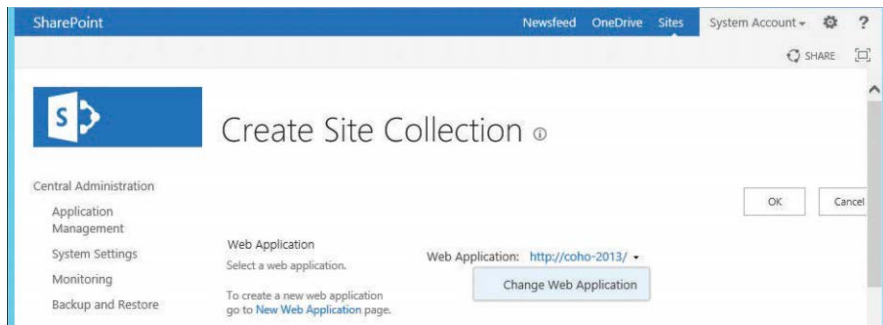 SharePoint
Newsfeed OneDrive Sites System Account ?
SHARE
S
Create Site Collection
Central Administration
Application
Management
System Settings
Monitoring
Backup and Restore
OK Cancel
Web Application
Select a web application.
To create a new web application
go to New Web Application page.
Web Application: http://coho-2013/
Change Web Application